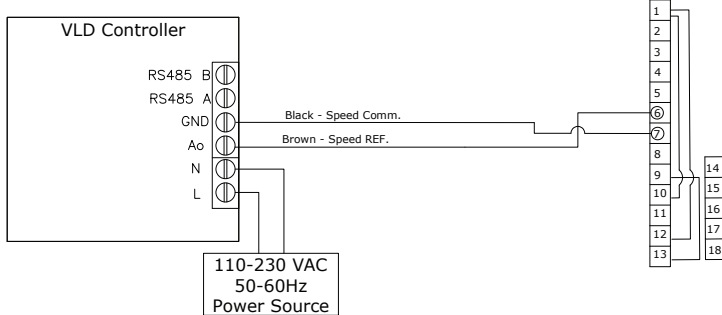 VLD Controller
RS485 B
RS485 A
GND
Ao
N
L
Black - Speed Comm.
Brown - Speed REF.
110-230 VAC
50-60Hz
Power Source
1
2
3
4
5
6
7
8
9
10
11
12
13
14
15
16
17
18